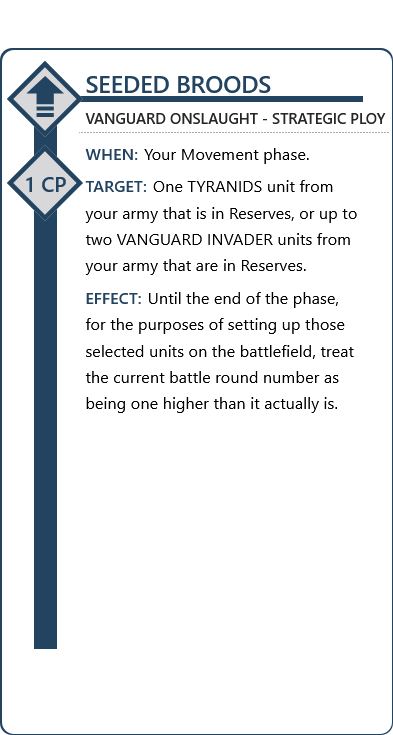 SEEDED BROODS
VANGUARD ONSLAUGHT - STRATEGIC PLOY
WHEN: Your Movement phase.
1 CP
TARGET: One TYRANIDS unit from
your army that is in Reserves, or up to
two VANGUARD INVADER units from
your army that are in Reserves.
EFFECT: Until the end of the phase,
for the purposes of setting up those
selected units on the battlefield, treat
the current battle round number as
being one higher than it actually is.